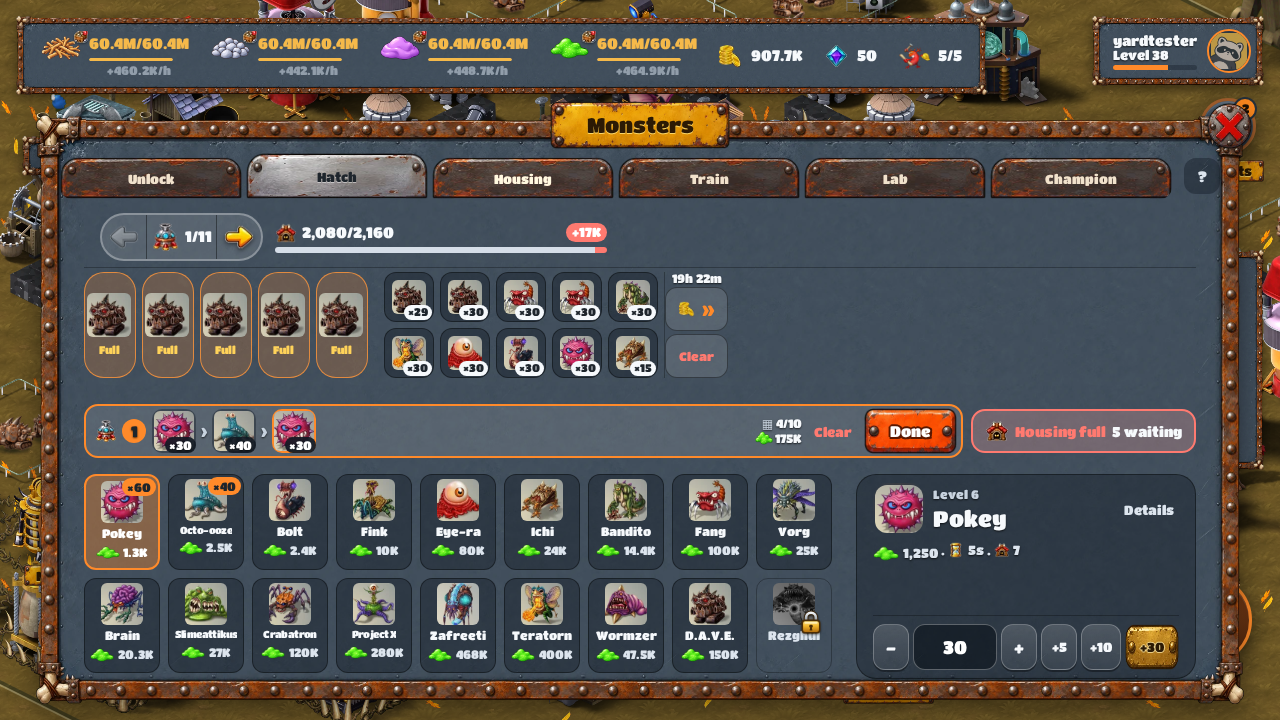 60.4M/60.4M
+460.2K/h
60.4M/60.4M
+442.1K/h
60.4M/60.4M
+448.7K/h
60.4M/60.4M
+464.9K/h
907.7K
50
5/5
yardtester
Level 38
Monsters
Unlock
Hatch
Housing
Train
Lab
Champion
?
1/11
2,080/2,160
+17K
Full
Full
Full
Full
Full
×29
×30
×30
×30
×30
×30
×30
×30
×30
×15
19h 22m
Clear
1
×30
×40
×30
4/10
175K
Clear
Done
Housing full 5 waiting
×60
Pokey
1.3K
×40
Octo-ooze
2.5K
Bolt
2.4K
Fink
10K
Eye-ra
80K
Ichi
24K
Bandito
14.4K
Fang
100K
Vorg
25K
Brain
20.3K
Slimeattikus
27K
Crabatron
120K
Project X
280K
Zafreeti
468K
Teratorn
400K
Wormzer
47.5K
D.A.V.E.
150K
Level 6
Pokey
Details
1,250 · 5s · 7
-
30
+
+5
+10
+30